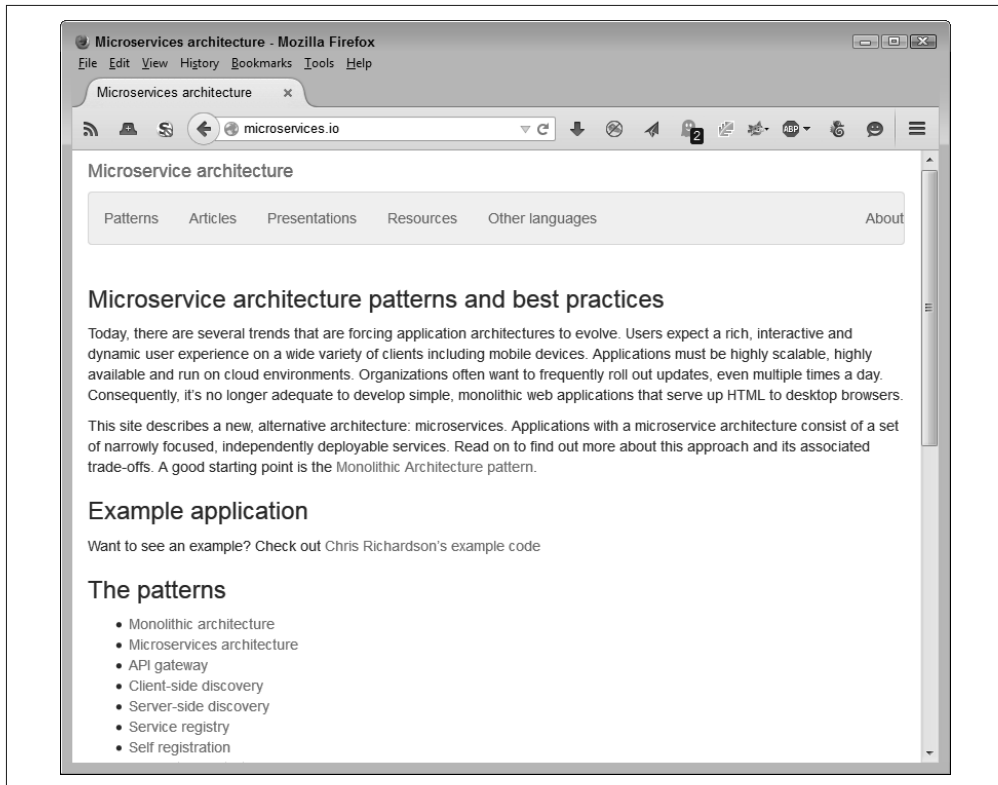 Microservices architecture - Mozilla Firefox
File Edit View History Bookmarks Tools Help
Microservices architecture ×
microservices.io
2
ABP
Microservice architecture
Patterns Articles Presentations Resources Other languages About
Microservice architecture patterns and best practices
Today, there are several trends that are forcing application architectures to evolve. Users expect a rich, interactive and
dynamic user experience on a wide variety of clients including mobile devices. Applications must be highly scalable, highly
available and run on cloud environments. Organizations often want to frequently roll out updates, even multiple times a day.
Consequently, it's no longer adequate to develop simple, monolithic web applications that serve up HTML to desktop browsers.
This site describes a new, alternative architecture: microservices. Applications with a microservice architecture consist of a set
of narrowly focused, independently deployable services. Read on to find out more about this approach and its associated
trade-offs. A good starting point is the Monolithic Architecture pattern.
Example application
Want to see an example? Check out Chris Richardson's example code
The patterns
• Monolithic architecture
• Microservices architecture
• API gateway
• Client-side discovery
• Server-side discovery
• Service registry
• Self registration